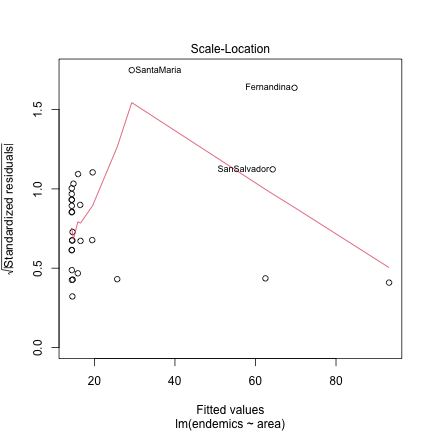 Scale-Location
SantaMaria
Fernandina
SanSalvador
1.5
1.0
0.5
0.0
√|Standardized residuals|
20
40
60
80
Fitted values
lm(endemics ~ area)